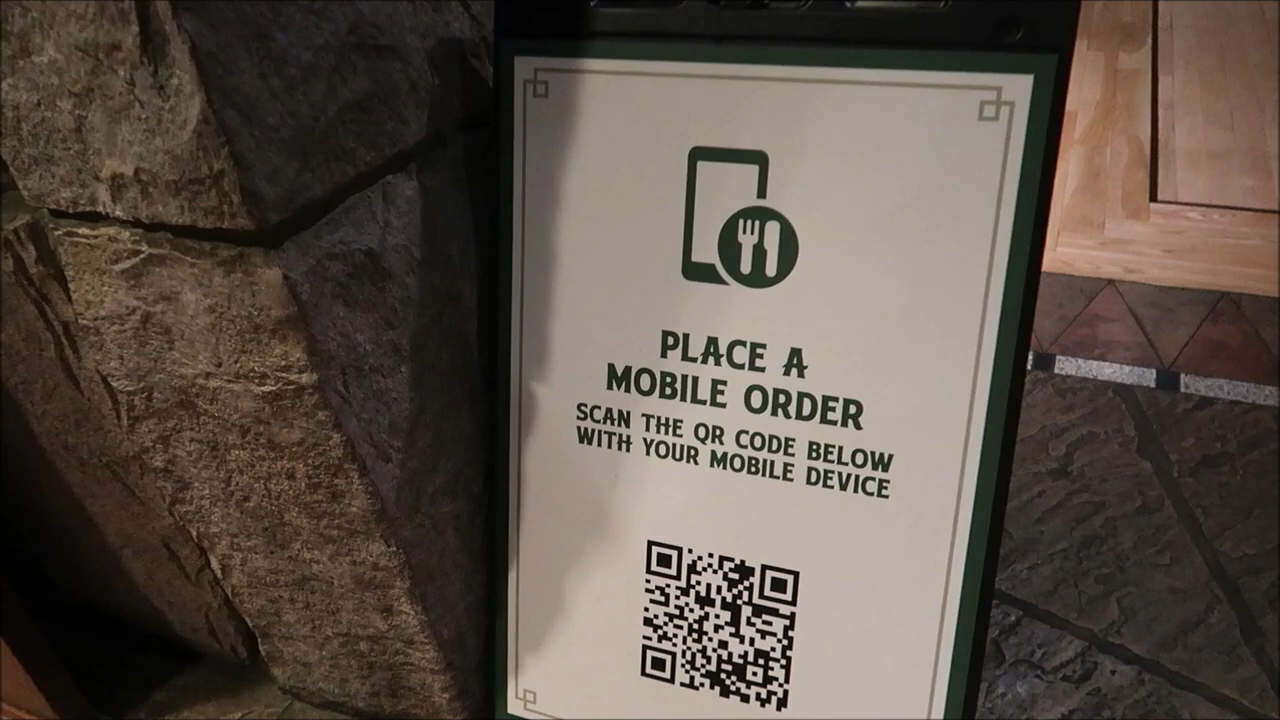 PLACE A
MOBILE ORDER
SCAN THE QR CODE BELOW
WITH YOUR MOBILE DEVICE